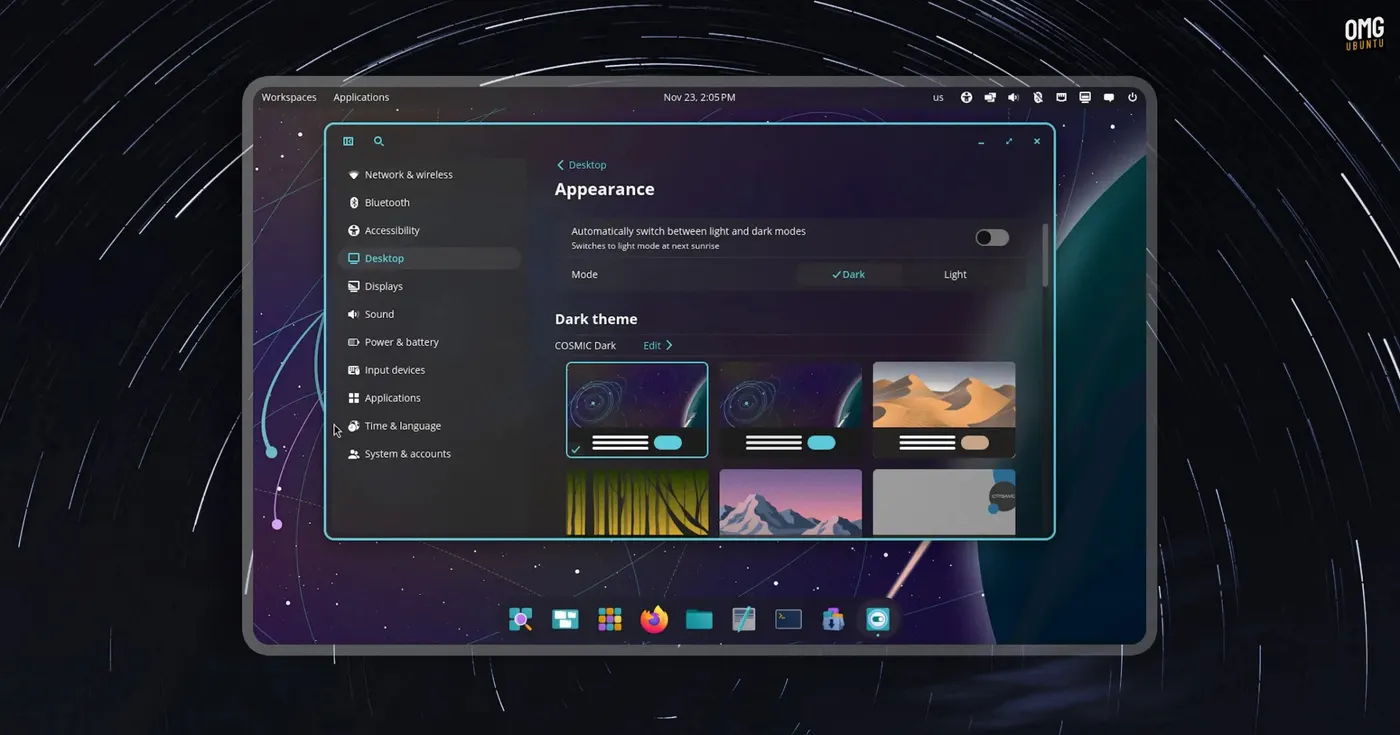 OMG
UBUNTU
Workspaces Applications Nov 23, 2:05 PM us
Network & wireless
Bluetooth
Accessibility
Desktop
Displays
Sound
Power & battery
Input devices
Applications
Time & language
System & accounts
Desktop
Appearance
Automatically switch between light and dark modes
Switches to light mode at next sunrise
Mode Dark Light
Dark theme
COSMIC Dark Edit